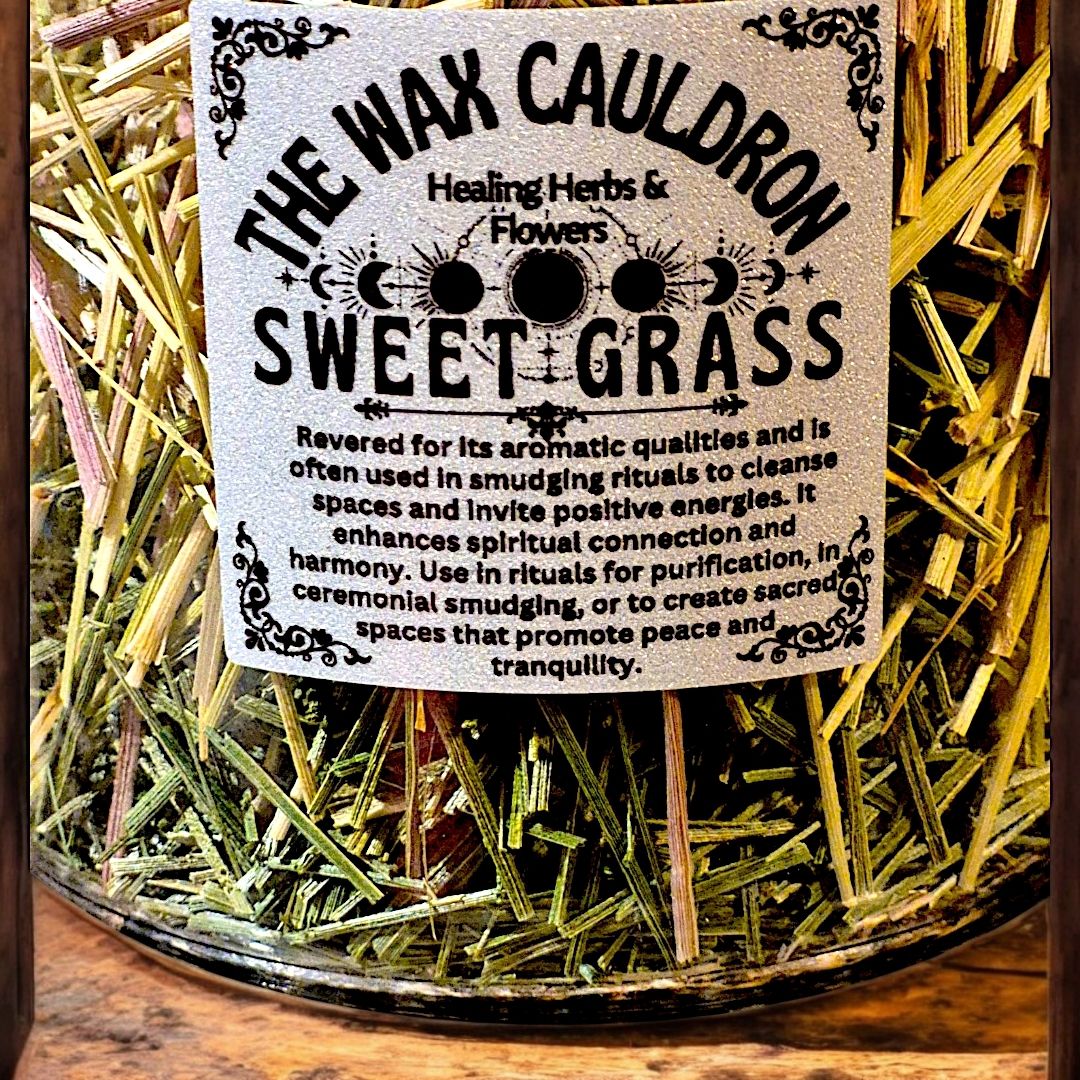 THE WAX CAULDRON
Healing Herbs &
Flowers
SWEET GRASS
Revered for its aromatic qualities and is
often used in smudging rituals to cleanse
spaces and invite positive energies. It
enhances spiritual connection and
harmony. Use in rituals for purification, in
ceremonial smudging, or to create sacred
spaces that promote peace and
tranquility.